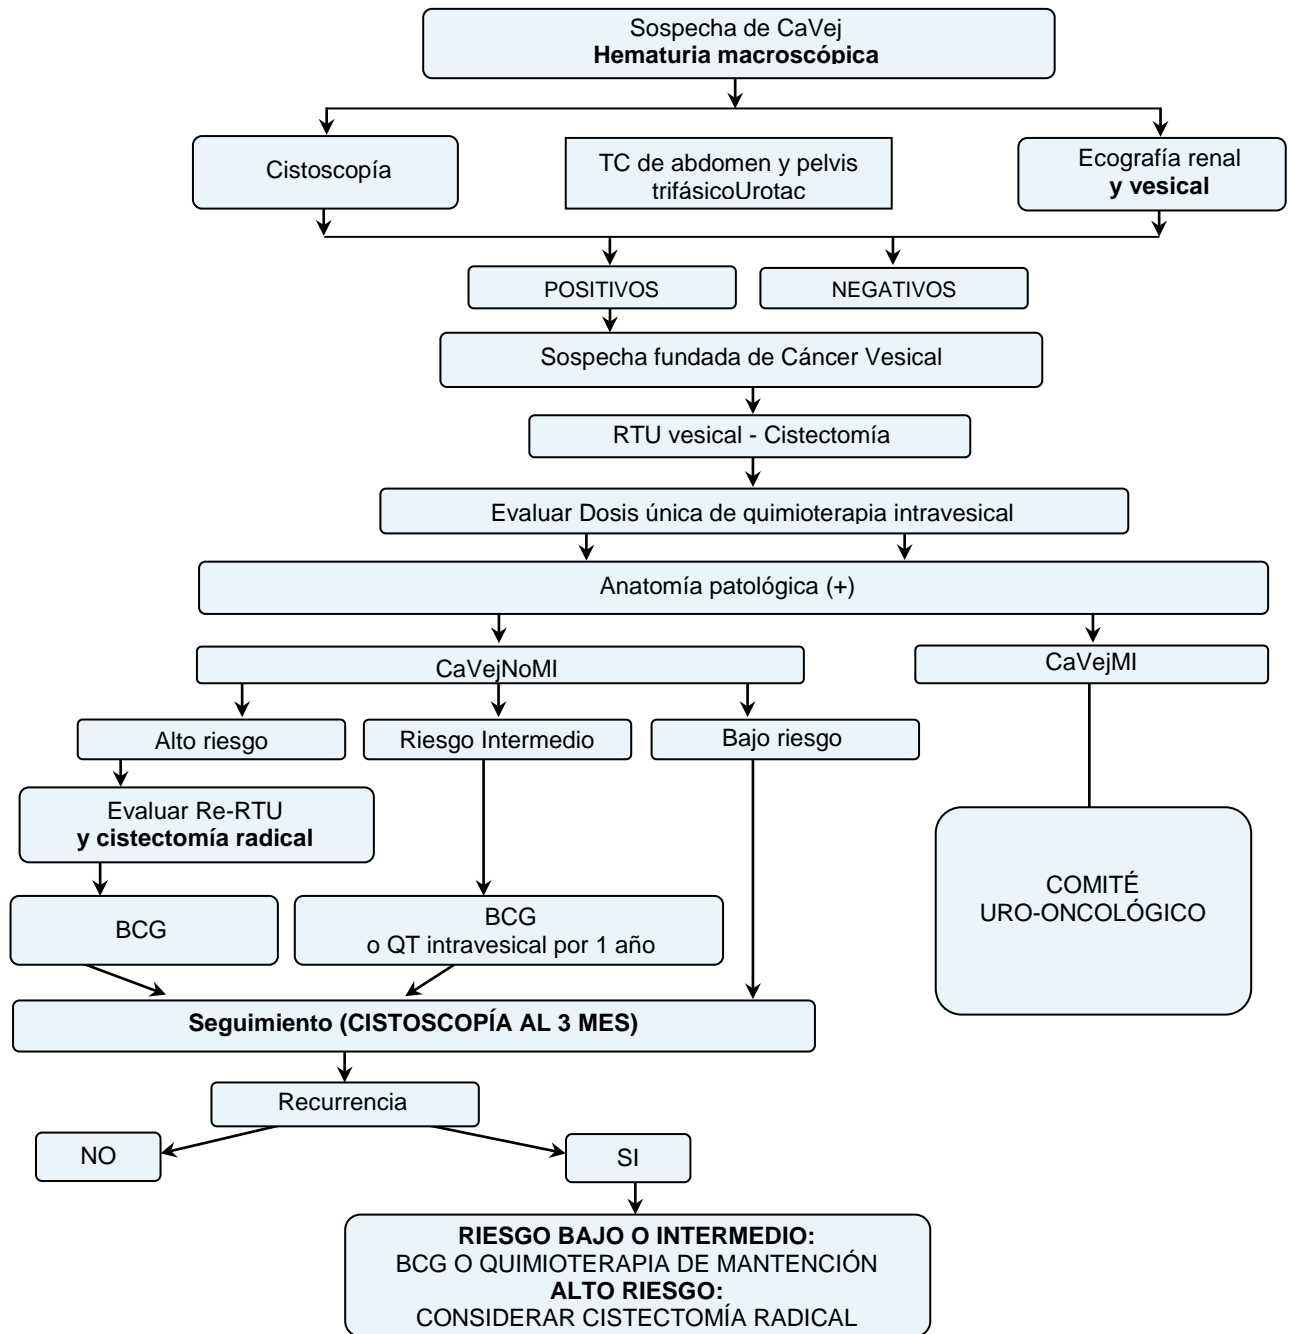 Sospecha de CaVej
Hematuria macroscópica
Cistoscopía
TC de abdomen y pelvis
trifásicoUrotac
Ecografía renal
y vesical
POSITIVOS
NEGATIVOS
Sospecha fundada de Cáncer Vesical
RTU vesical - Cistectomía
Evaluar Dosis única de quimioterapia intravesical
Anatomía patológica (+)
CaVejNoMI
CaVejMI
Alto riesgo
Riesgo Intermedio
Bajo riesgo
Evaluar Re-RTU
y cistectomía radical
COMITÉ
URO-ONCOLÓGICO
BCG
BCG
o QT intravesical por 1 año
Seguimiento (CISTOSCOPÍA AL 3 MES)
Recurrencia
NO
SI
RIESGO BAJO O INTERMEDIO:
BCG O QUIMIOTERAPIA DE MANTENCIÓN
ALTO RIESGO:
CONSIDERAR CISTECTOMÍA RADICAL